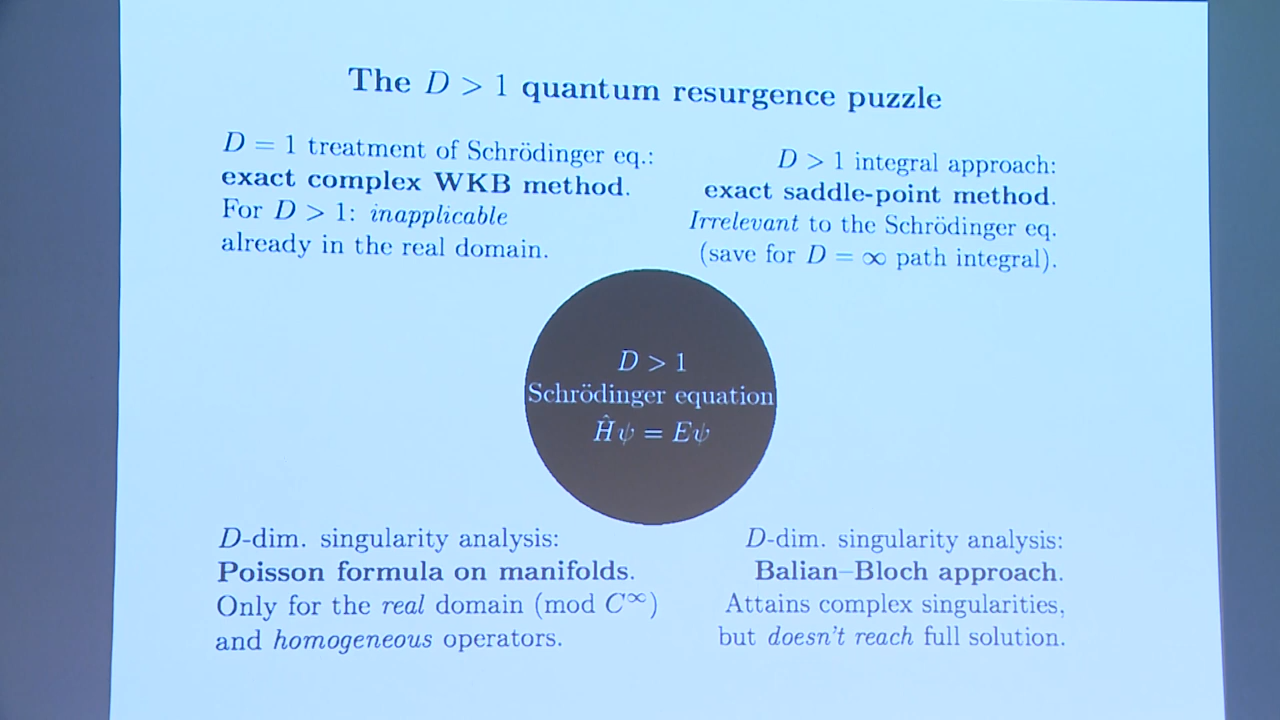 The D > 1 quantum resurgence puzzle
D = 1 treatment of Schrödinger eq.:
exact complex WKB method.
For D > 1: inapplicable
already in the real domain.
D > 1 integral approach:
exact saddle-point method.
Irrelevant to the Schrödinger eq.
(save for D = ∞ path integral).
D > 1
Schrödinger equation
Ĥψ = Eψ
D-dim. singularity analysis:
Poisson formula on manifolds.
Only for the real domain (mod C^∞)
and homogeneous operators.
D-dim. singularity analysis:
Balian–Bloch approach.
Attains complex singularities,
but doesn't reach full solution.